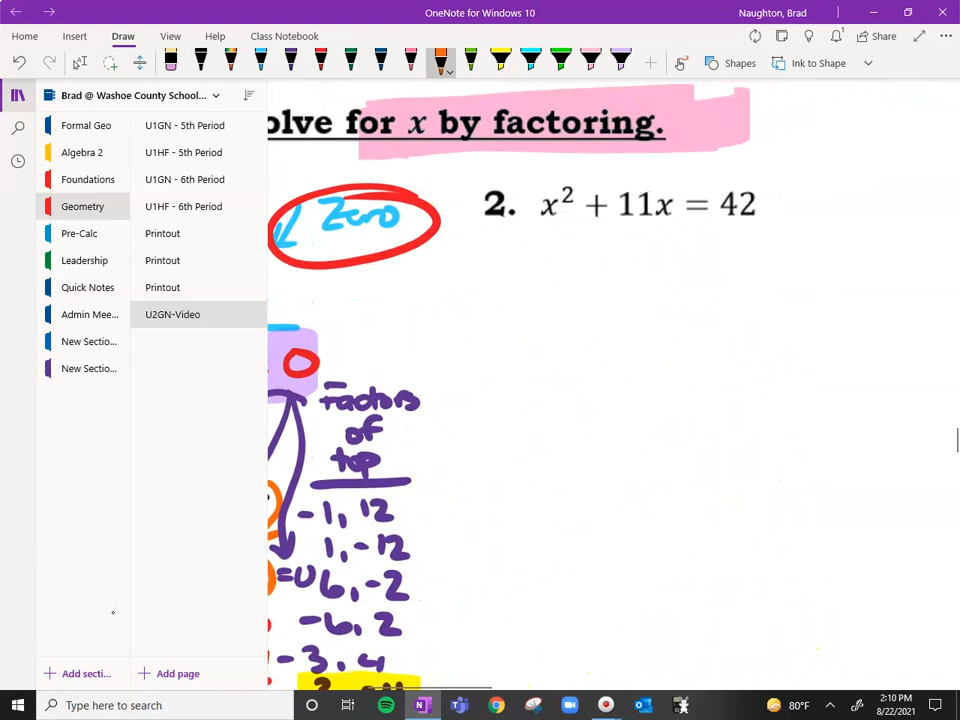 OneNote for Windows 10
Naughton, Brad
Home Insert Draw View Help Class Notebook
Share
Shapes
Ink to Shape
Brad @ Washoe County School...
Formal Geo
Algebra 2
Foundations
Geometry
Pre-Calc
Leadership
Quick Notes
Admin Mee...
New Sectio...
New Sectio...
Add secti...
U1GN - 5th Period
U1HF - 5th Period
U1GN - 6th Period
U1HF - 6th Period
Printout
Printout
Printout
U2GN-Video
Add page
olve for x by factoring.
Zero
2. x² + 11x = 42
0
Factors
of
top
-1, 12
1, -12
=0
6, -2
-6, 2
-3, 4
Type here to search
80°F
2:10 PM
8/22/2021